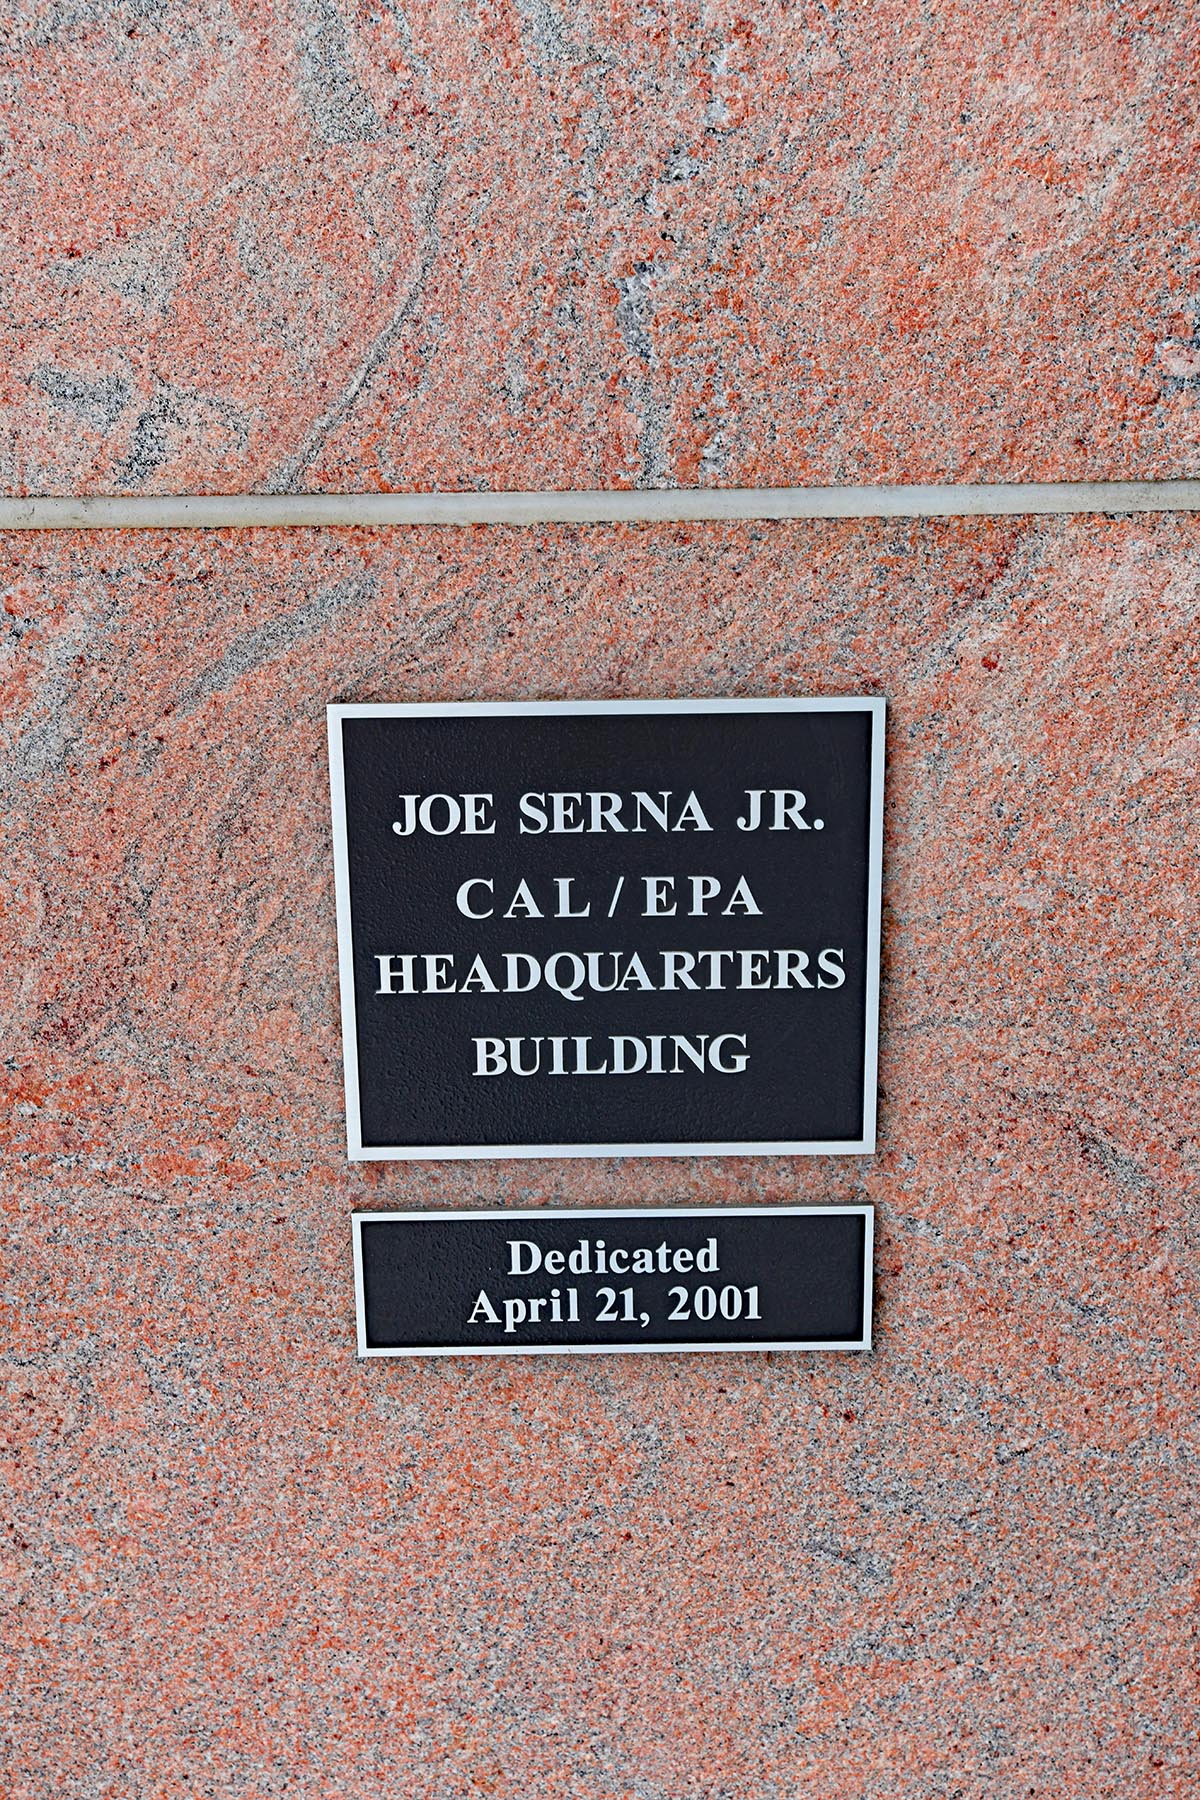 JOE SERNA JR.
CAL / EPA
HEADQUARTERS
BUILDING
Dedicated
April 21, 2001